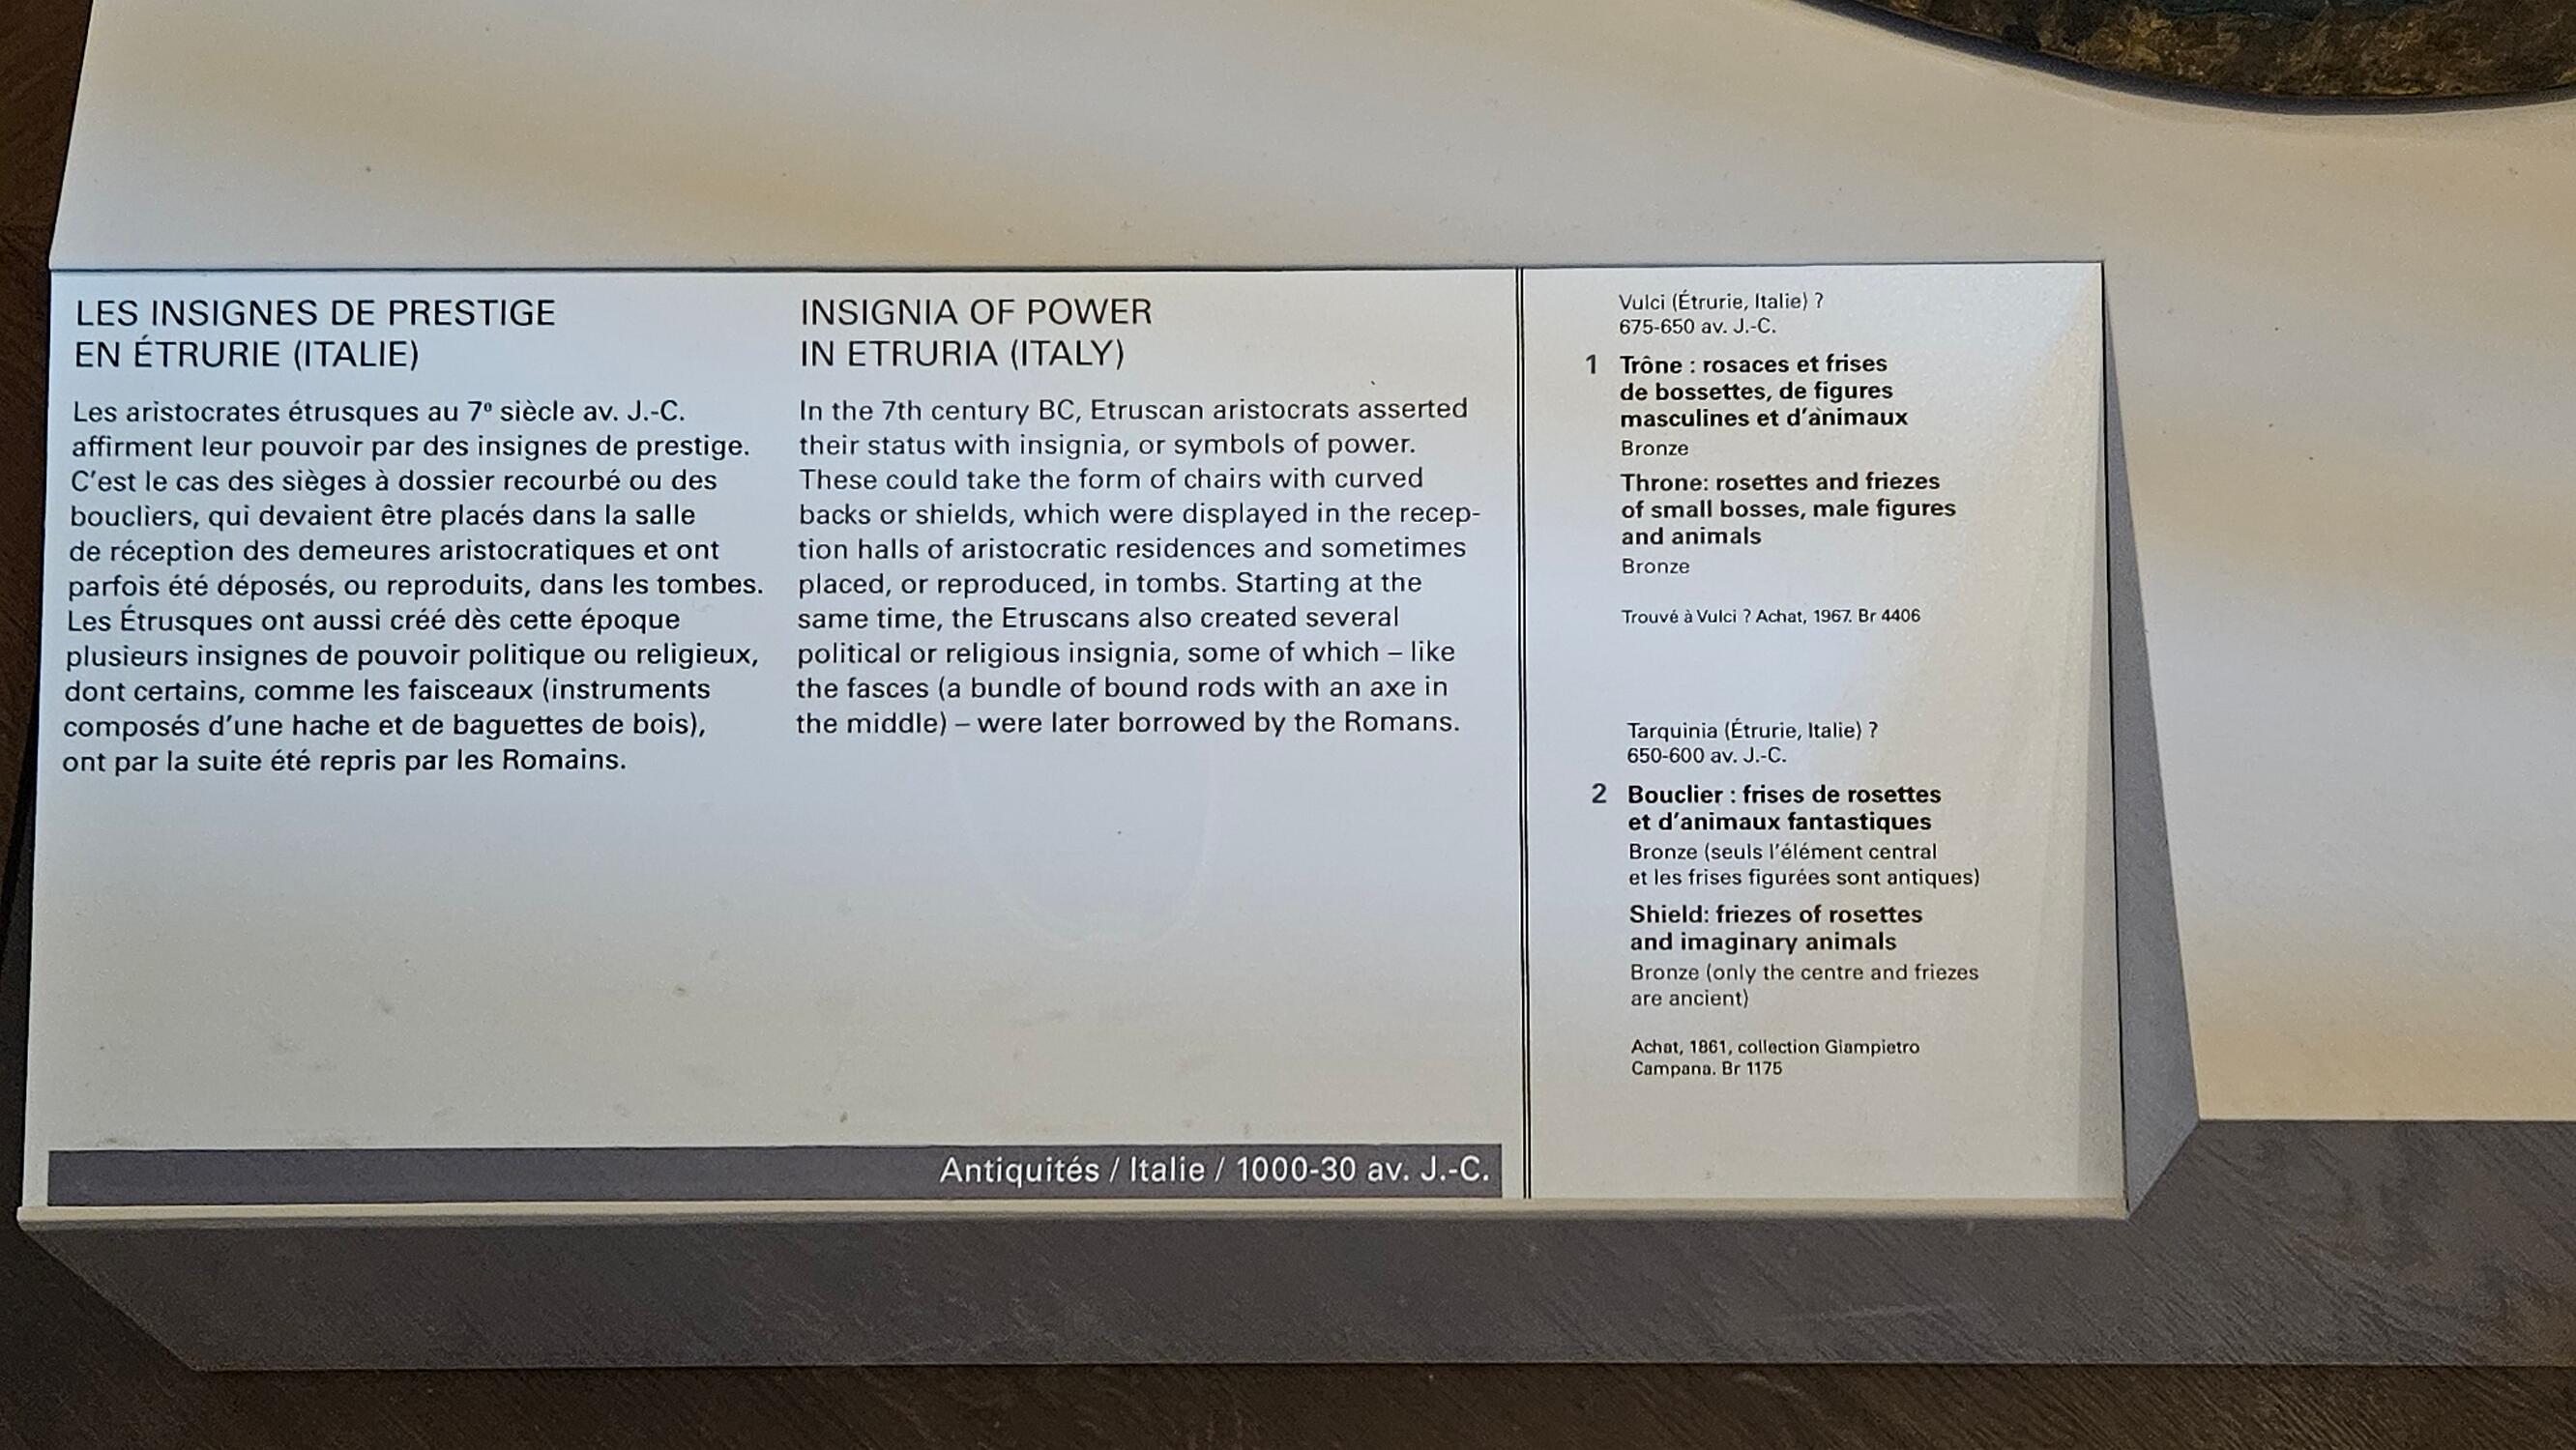 LES INSIGNES DE PRESTIGE
EN ÉTRURIE (ITALIE)
Les aristocrates étrusques au 7e siècle av. J.-C.
affirment leur pouvoir par des insignes de prestige.
C'est le cas des sièges à dossier recourbé ou des
boucliers, qui devaient être placés dans la salle
de réception des demeures aristocratiques et ont
parfois été déposés, ou reproduits, dans les tombes.
Les Étrusques ont aussi créé dès cette époque
plusieurs insignes de pouvoir politique ou religieux,
dont certains, comme les faisceaux (instruments
composés d'une hache et de baguettes de bois),
ont par la suite été repris par les Romains.
INSIGNIA OF POWER
IN ETRURIA (ITALY)
In the 7th century BC, Etruscan aristocrats asserted
their status with insignia, or symbols of power.
These could take the form of chairs with curved
backs or shields, which were displayed in the recep-
tion halls of aristocratic residences and sometimes
placed, or reproduced, in tombs. Starting at the
same time, the Etruscans also created several
political or religious insignia, some of which – like
the fasces (a bundle of bound rods with an axe in
the middle) – were later borrowed by the Romans.
Antiquités / Italie / 1000-30 av. J.-C.
Vulci (Étrurie, Italie) ?
675-650 av. J.-C.
1 Trône : rosaces et frises
de bossettes, de figures
masculines et d'animaux
Bronze
Throne: rosettes and friezes
of small bosses, male figures
and animals
Bronze
Trouvé à Vulci ? Achat, 1967. Br 4406
Tarquinia (Étrurie, Italie) ?
650-600 av. J.-C.
2 Bouclier : frises de rosettes
et d'animaux fantastiques
Bronze (seuls l'élément central
et les frises figurées sont antiques)
Shield: friezes of rosettes
and imaginary animals
Bronze (only the centre and friezes
are ancient)
Achat, 1861, collection Giampietro
Campana. Br 1175